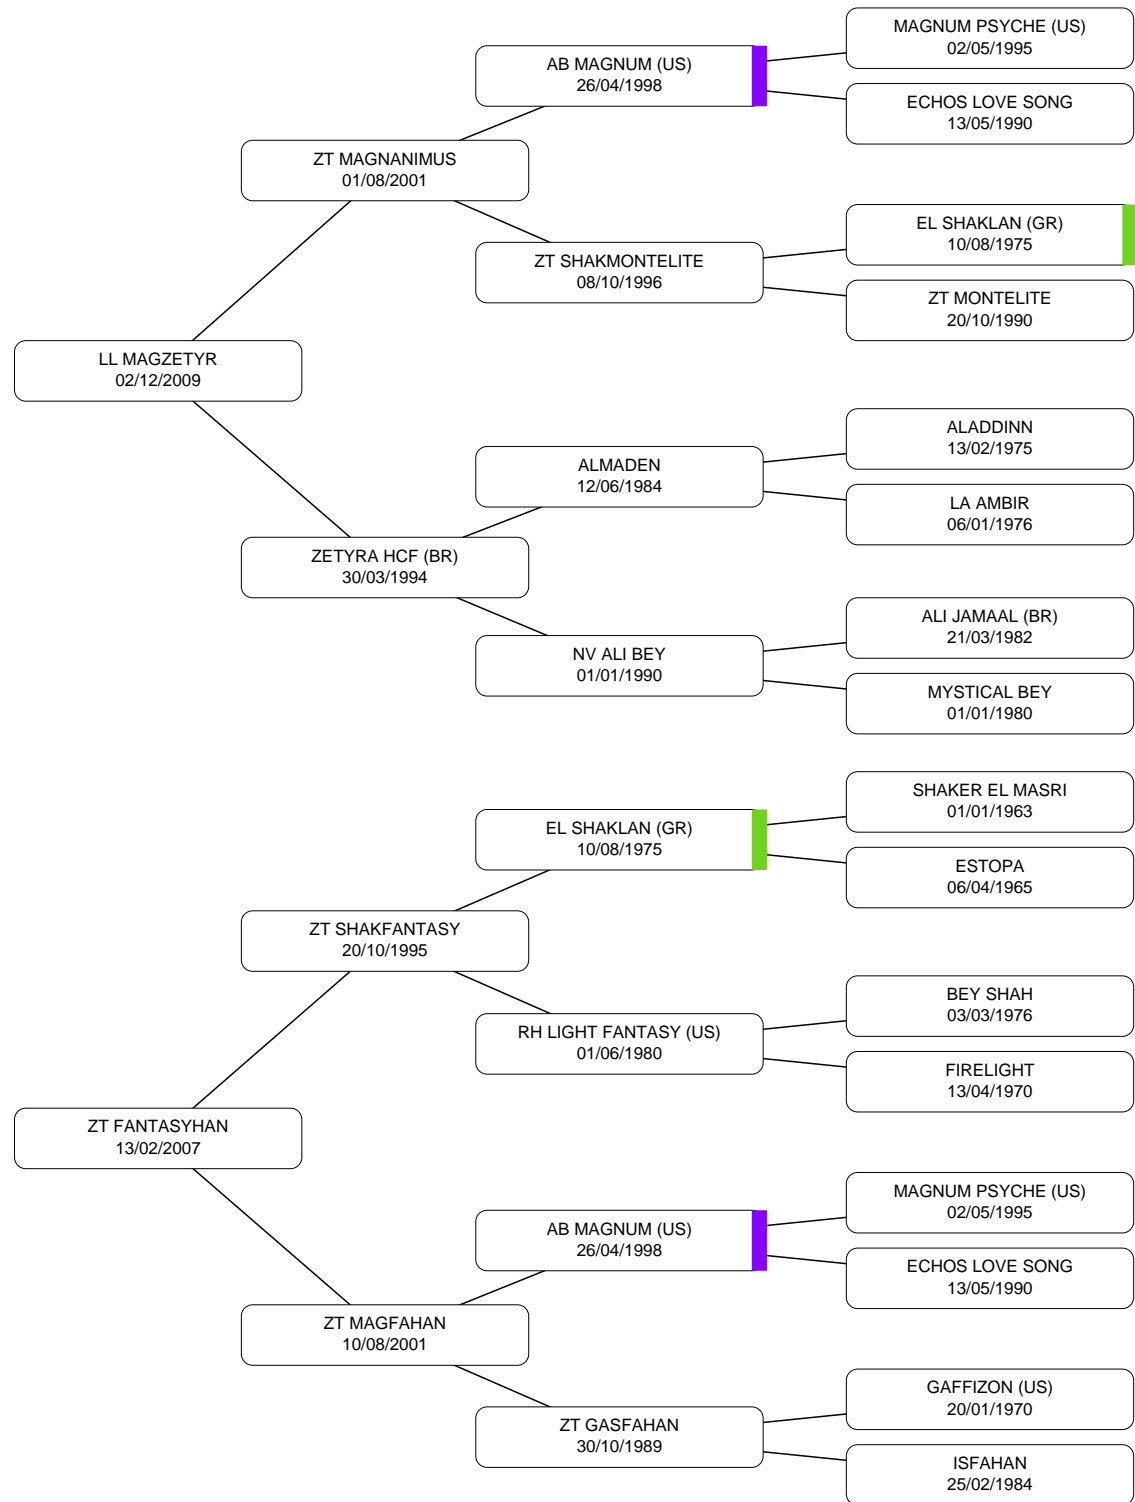 MAGNUM PSYCHE (US)
02/05/1995
AB MAGNUM (US)
26/04/1998
ECHOS LOVE SONG
13/05/1990
ZT MAGNANIMUS
01/08/2001
EL SHAKLAN (GR)
10/08/1975
ZT SHAKMONTELITE
08/10/1996
ZT MONTELITE
20/10/1990
LL MAGZETYR
02/12/2009
ALADDINN
13/02/1975
ALMADEN
12/06/1984
LA AMBIR
06/01/1976
ZETYRA HCF (BR)
30/03/1994
ALI JAMAAL (BR)
21/03/1982
NV ALI BEY
01/01/1990
MYSTICAL BEY
01/01/1980
SHAKER EL MASRI
01/01/1963
EL SHAKLAN (GR)
10/08/1975
ESTOPA
06/04/1965
ZT SHAKFANTASY
20/10/1995
BEY SHAH
03/03/1976
RH LIGHT FANTASY (US)
01/06/1980
FIRELIGHT
13/04/1970
ZT FANTASYHAN
13/02/2007
MAGNUM PSYCHE (US)
02/05/1995
AB MAGNUM (US)
26/04/1998
ECHOS LOVE SONG
13/05/1990
ZT MAGFAHAN
10/08/2001
GAFFIZON (US)
20/01/1970
ZT GASFAHAN
30/10/1989
ISFAHAN
25/02/1984